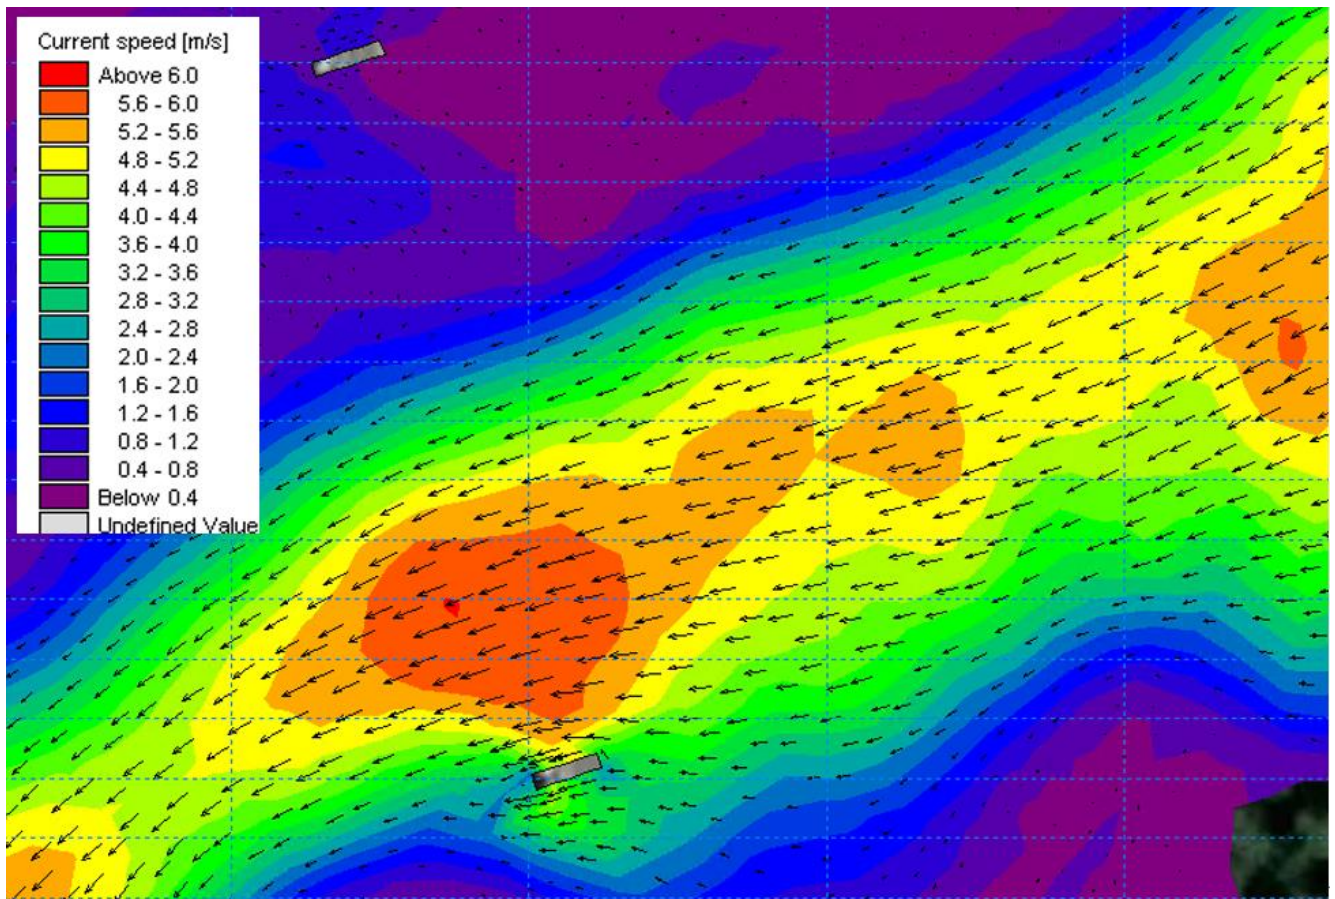 Current speed [m/s]
Above 6.0
5.6 - 6.0
5.2 - 5.6
4.8 - 5.2
4.4 - 4.8
4.0 - 4.4
3.6 - 4.0
3.2 - 3.6
2.8 - 3.2
2.4 - 2.8
2.0 - 2.4
1.6 - 2.0
1.2 - 1.6
0.8 - 1.2
0.4 - 0.8
Below 0.4
Undefined Value